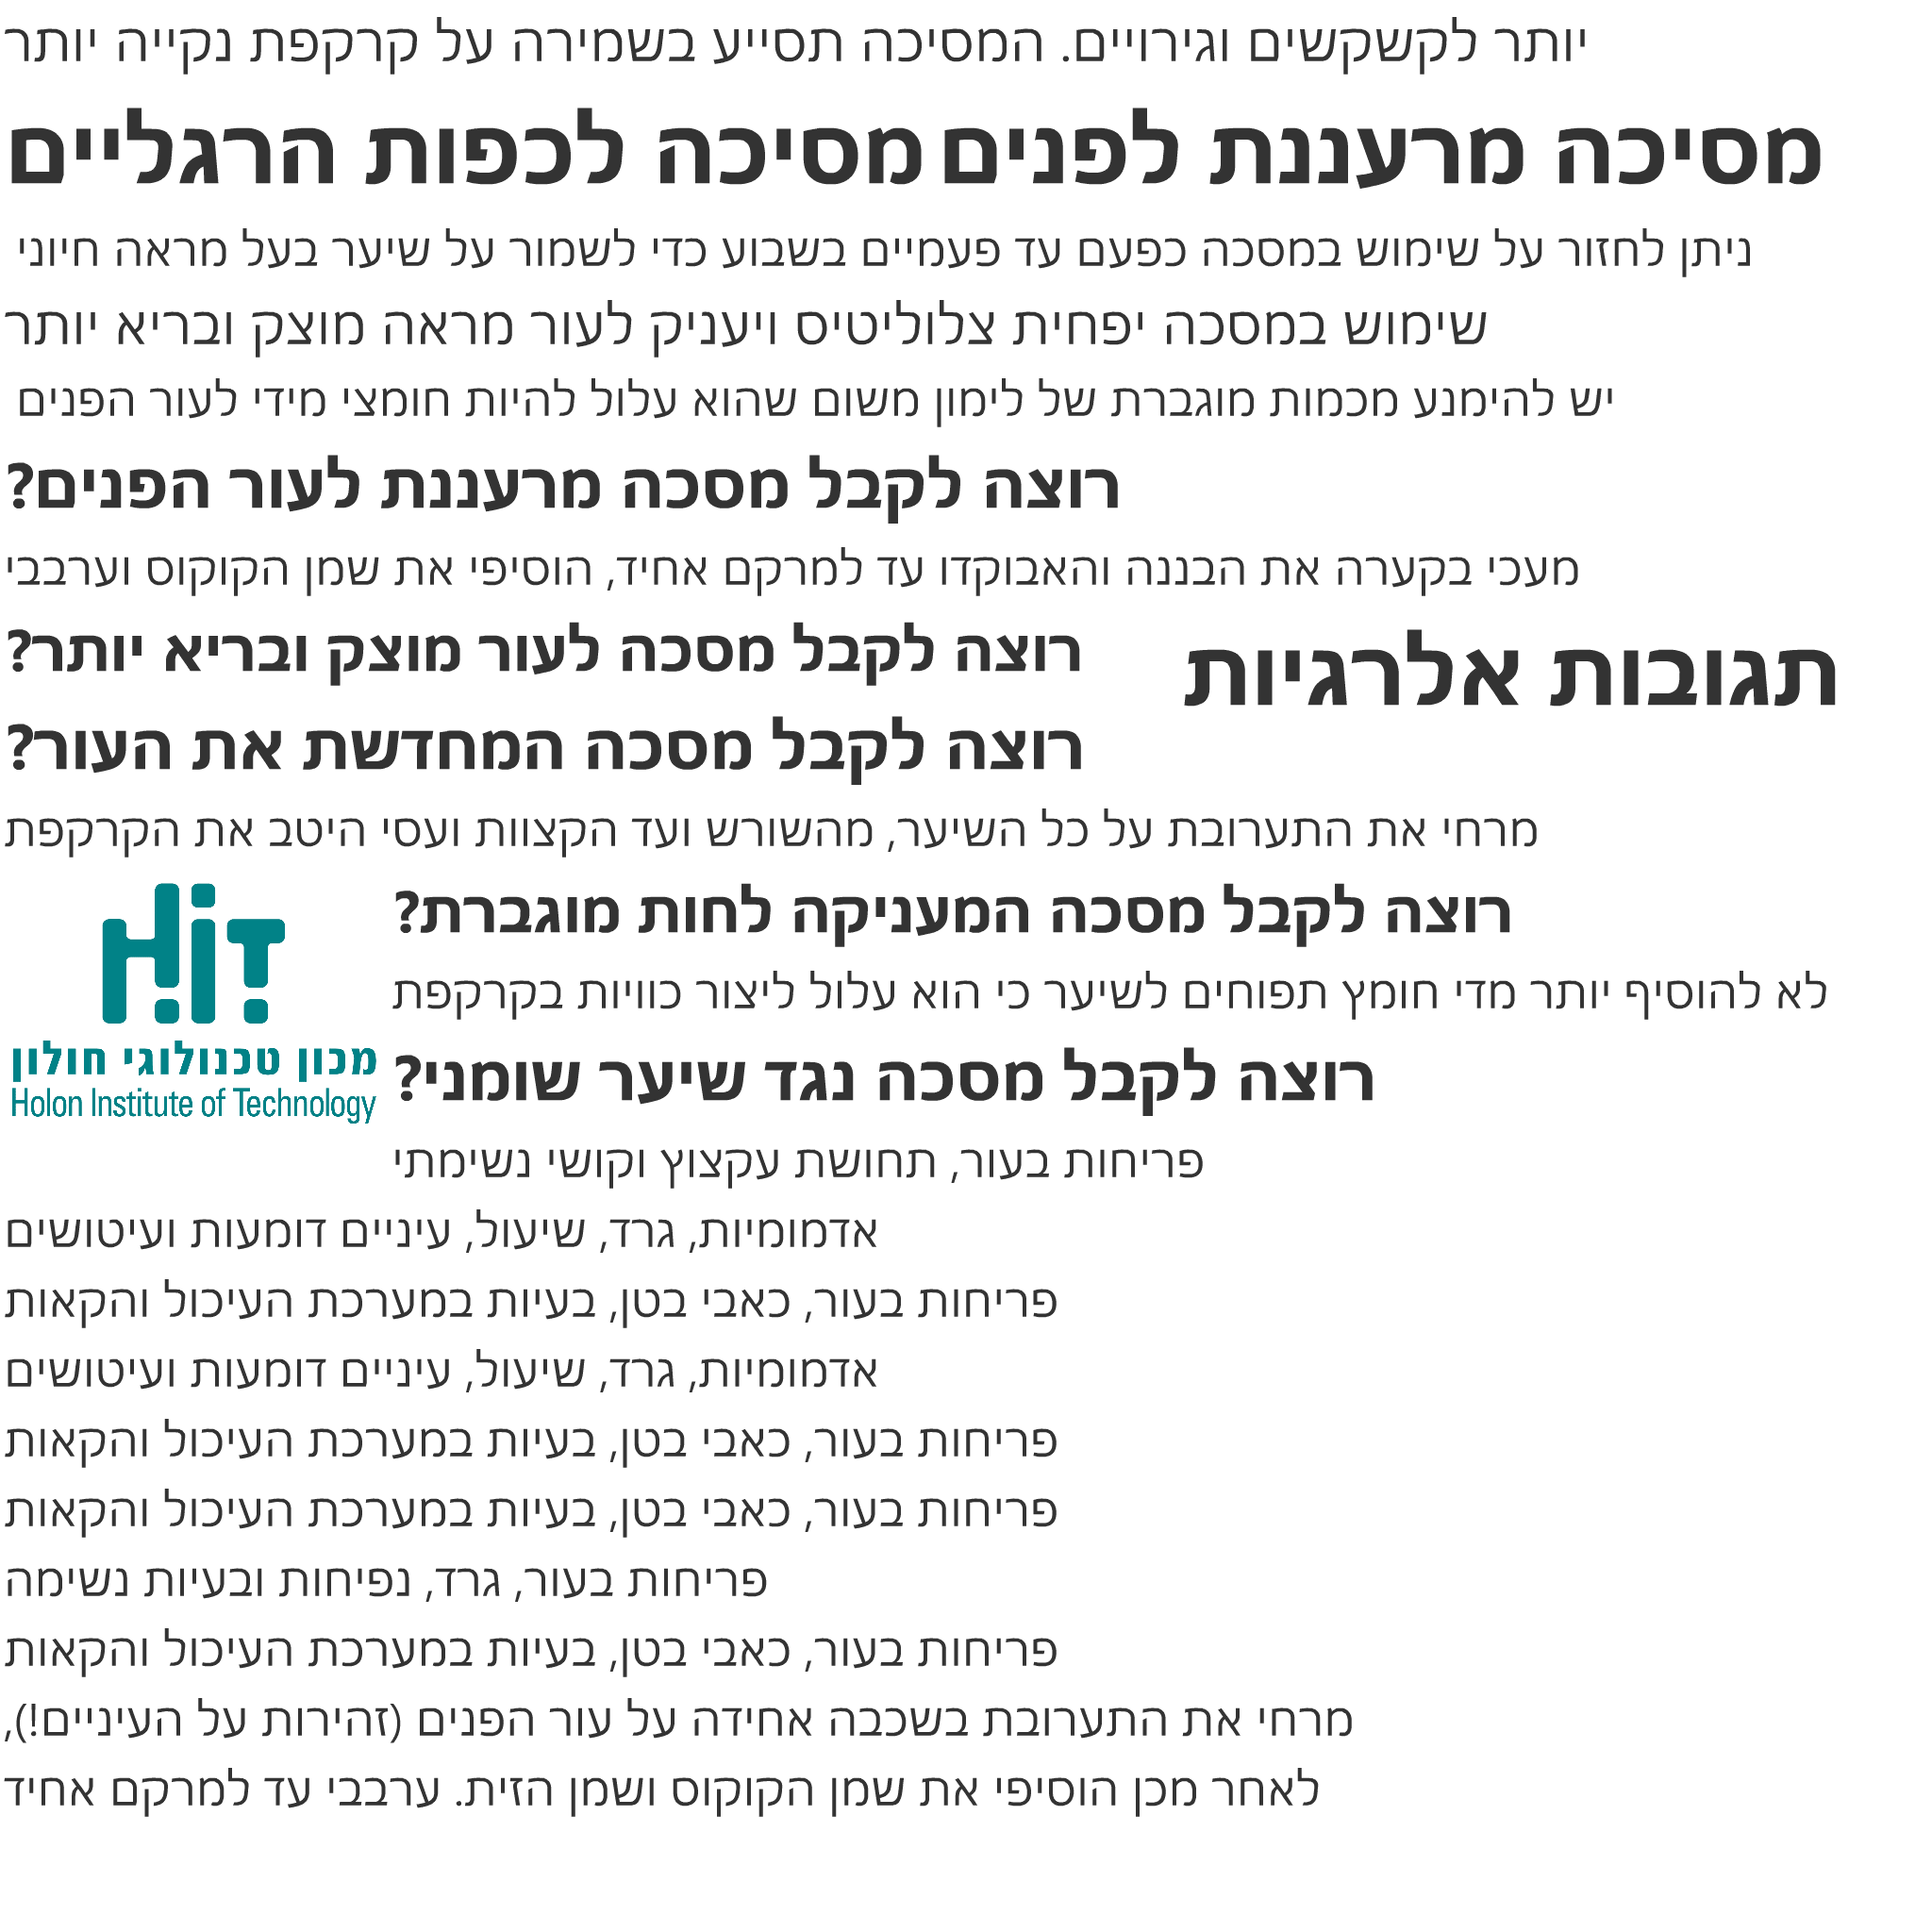 יותר לקשקשים וגירויים. המסיכה תסייע בשמירה על קרקפת נקייה יותר
מסיכה מרעננת לפנים
מסיכה לכפות הרגליים
ניתן לחזור על שימוש במסכה כפעם עד פעמיים בשבוע כדי לשמור על שיער בעל מראה חיוני
שימוש במסכה יפחית צלוליטיס ויעניק לעור מראה מוצק ובריא יותר
יש להימנע מכמות מוגברת של לימון משום שהוא עלול להיות חומצי מידי לעור הפנים
רוצה לקבל מסכה מרעננת לעור הפנים?
מעכי בקערה את הבננה והאבוקדו עד למרקם אחיד, הוסיפי את שמן הקוקוס וערבבי
תגובות אלרגיות
רוצה לקבל מסכה לעור מוצק ובריא יותר?
רוצה לקבל מסכה המחדשת את העור?
מרחי את התערובת על כל השיער, מהשורש ועד הקצוות ועסי היטב את הקרקפת
רוצה לקבל מסכה המעניקה לחות מוגברת?
לא להוסיף יותר מדי חומץ תפוחים לשיער כי הוא עלול ליצור כוויות בקרקפת
רוצה לקבל מסכה נגד שיער שומני?
פריחות בעור, תחושת עקצוץ וקושי נשימתי
HiT
מכון טכנולוגי חולון
Holon Institute of Technology
אדמומיות, גרד, שיעול, עיניים דומעות ועיטושים
פריחות בעור, כאבי בטן, בעיות במערכת העיכול והקאות
אדמומיות, גרד, שיעול, עיניים דומעות ועיטושים
פריחות בעור, כאבי בטן, בעיות במערכת העיכול והקאות
פריחות בעור, כאבי בטן, בעיות במערכת העיכול והקאות
פריחות בעור, גרד, נפיחות ובעיות נשימה
פריחות בעור, כאבי בטן, בעיות במערכת העיכול והקאות
מרחי את התערובת בשכבה אחידה על עור הפנים (זהירות על העיניים!),
לאחר מכן הוסיפי את שמן הקוקוס ושמן הזית. ערבבי עד למרקם אחיד